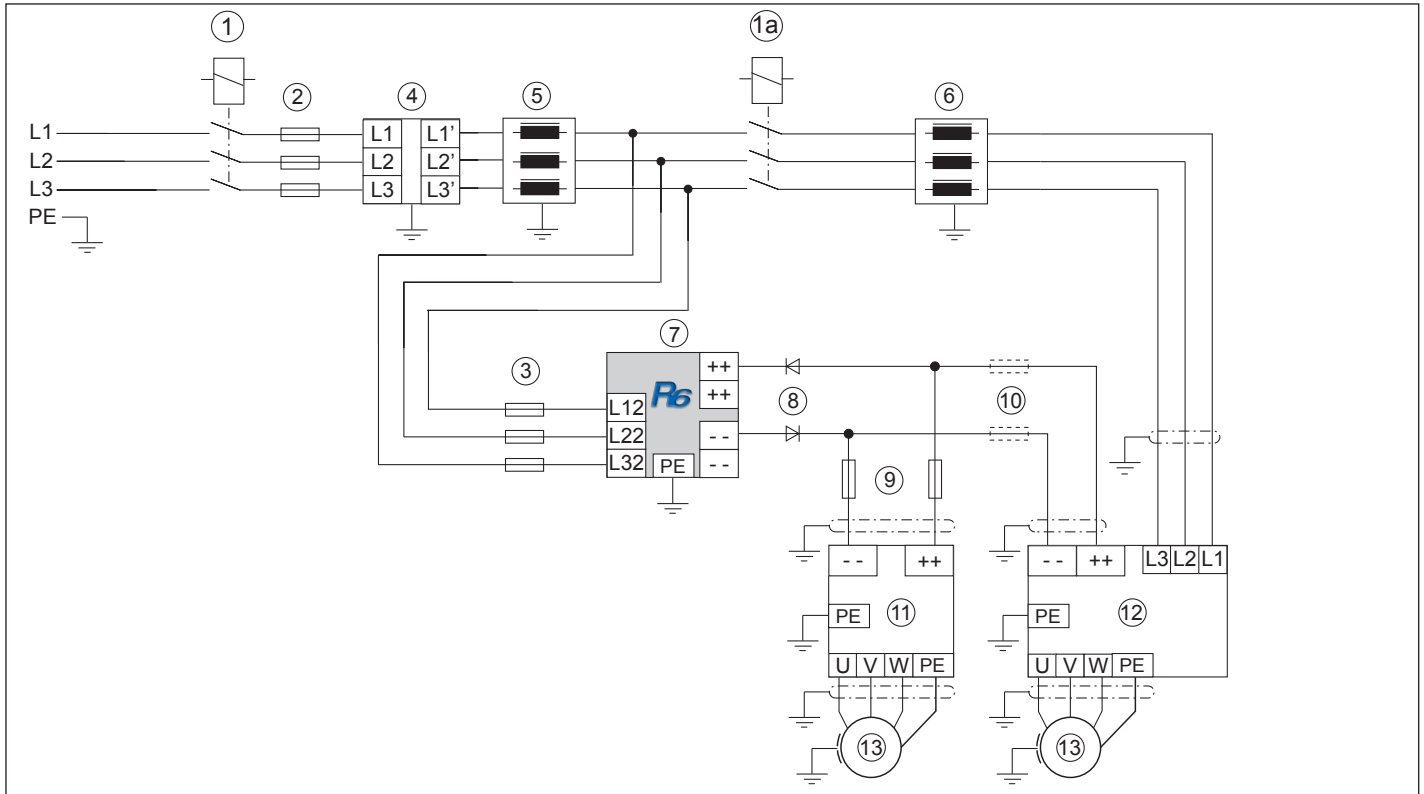 1 1a
2 4 5 6
L1 L1 L1'
L2 L2 L2'
L3 L3 L3'
PE
7
3 ++
R6 ++
L12 8 10
L22 - -
L32 PE - -
9
- - ++ - - ++ L3 L2 L1
PE 11 PE 12
U V W PE U V W PE
13 13